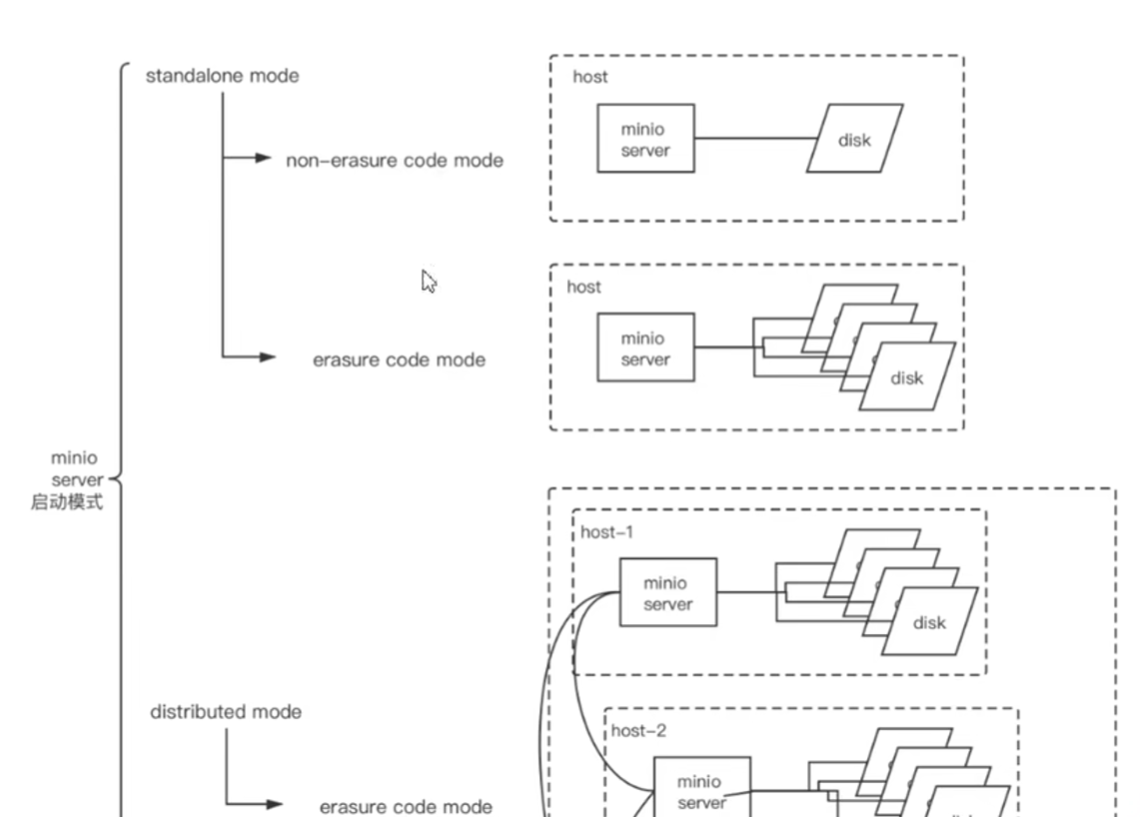 standalone mode
host
minio
server
disk
non-erasure code mode
host
minio
server
disk
erasure code mode
minio
server
启动模式
host-1
minio
server
disk
distributed mode
host-2
minio
server
erasure code mode